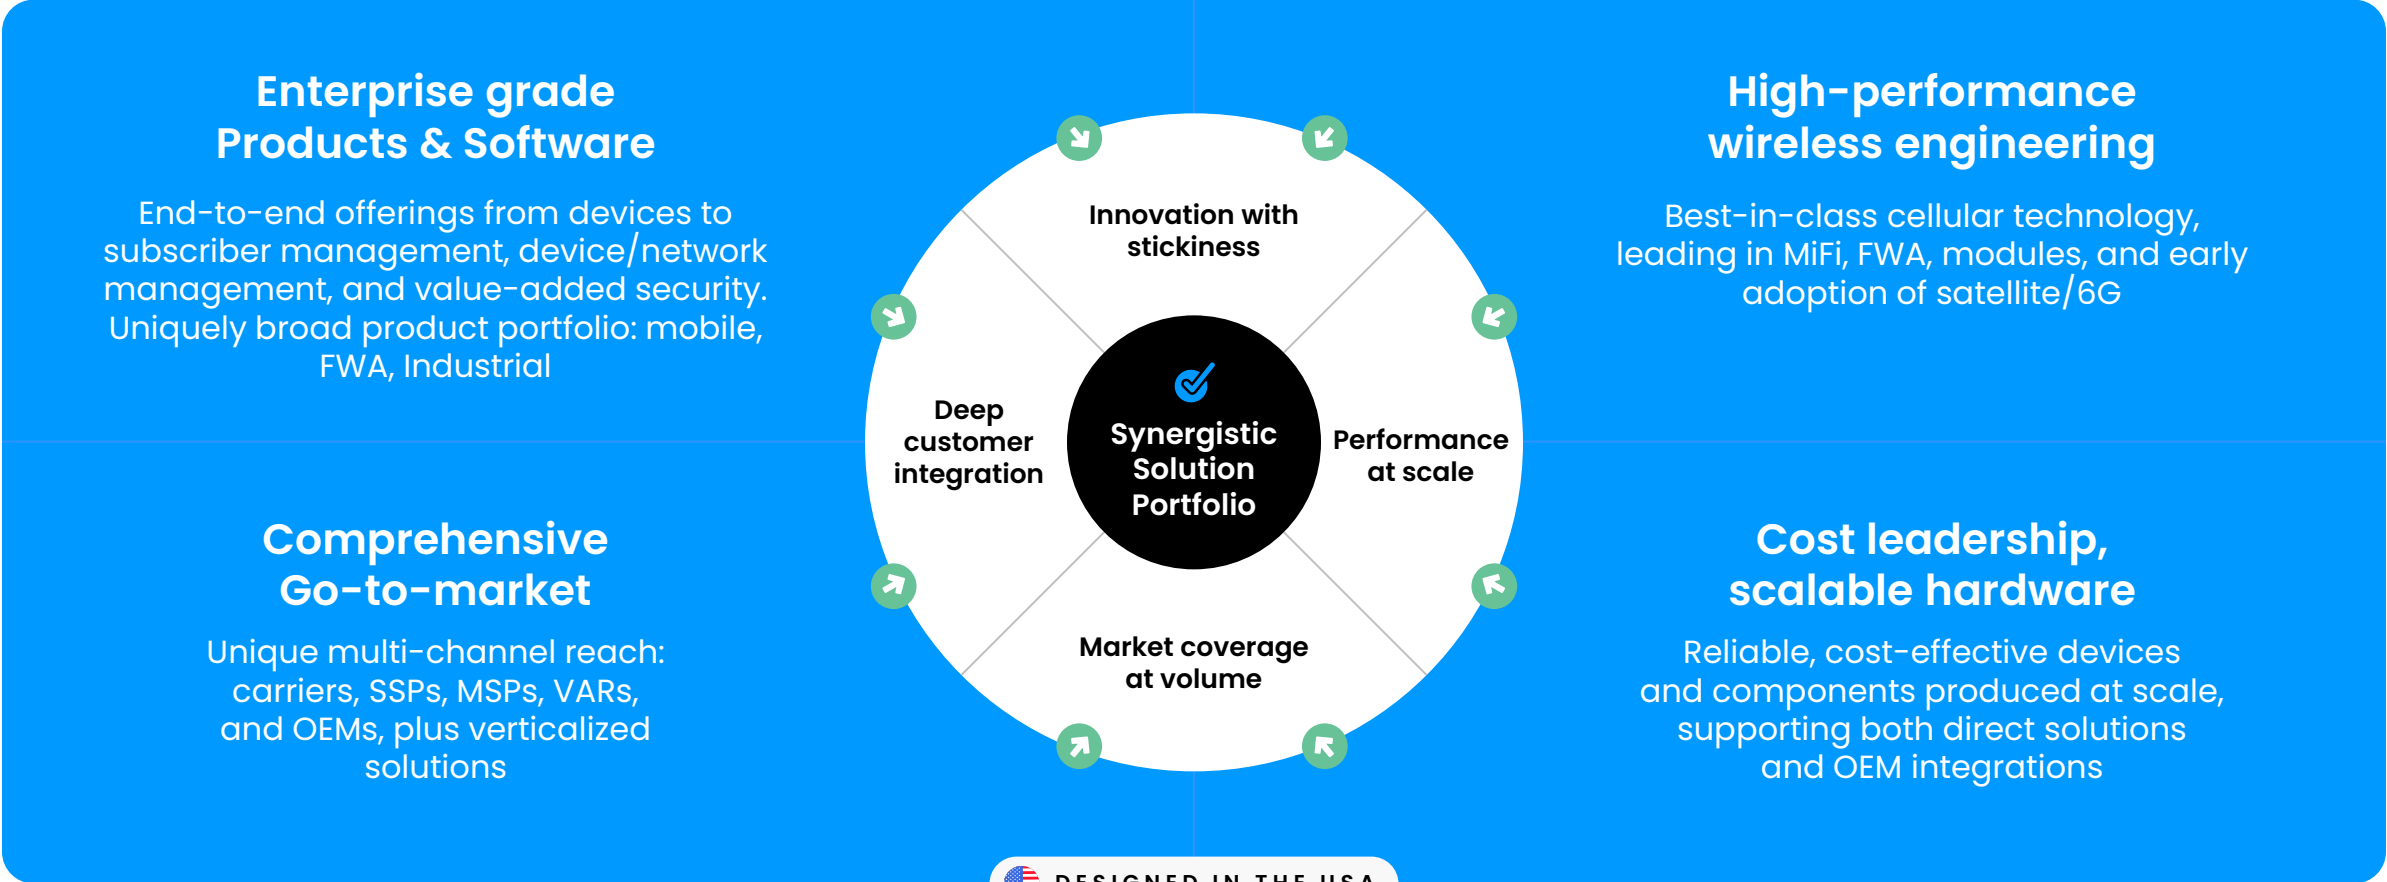 Enterprise grade
Products & Software
End-to-end offerings from devices to
subscriber management, device/network
management, and value-added security.
Uniquely broad product portfolio: mobile,
FWA, Industrial
High-performance
wireless engineering
Best-in-class cellular technology,
leading in MiFi, FWA, modules, and early
adoption of satellite/6G
Innovation with
stickiness
Deep
customer
integration
Synergistic
Solution
Portfolio
Performance
at scale
Market coverage
at volume
Comprehensive
Go-to-market
Unique multi-channel reach:
carriers, SSPs, MSPs, VARs,
and OEMs, plus verticalized
solutions
Cost leadership,
scalable hardware
Reliable, cost-effective devices
and components produced at scale,
supporting both direct solutions
and OEM integrations
DESIGNED IN THE USA